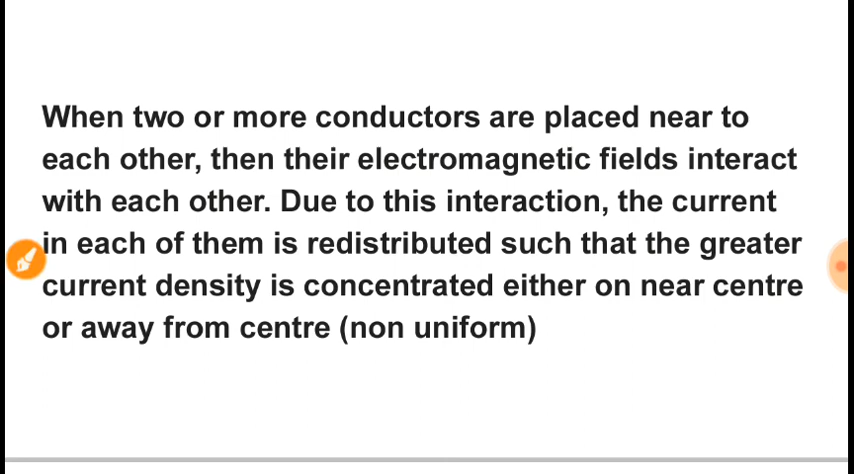 When two or more conductors are placed near to
each other, then their electromagnetic fields interact
with each other. Due to this interaction, the current
in each of them is redistributed such that the greater
current density is concentrated either on near centre
or away from centre (non uniform)